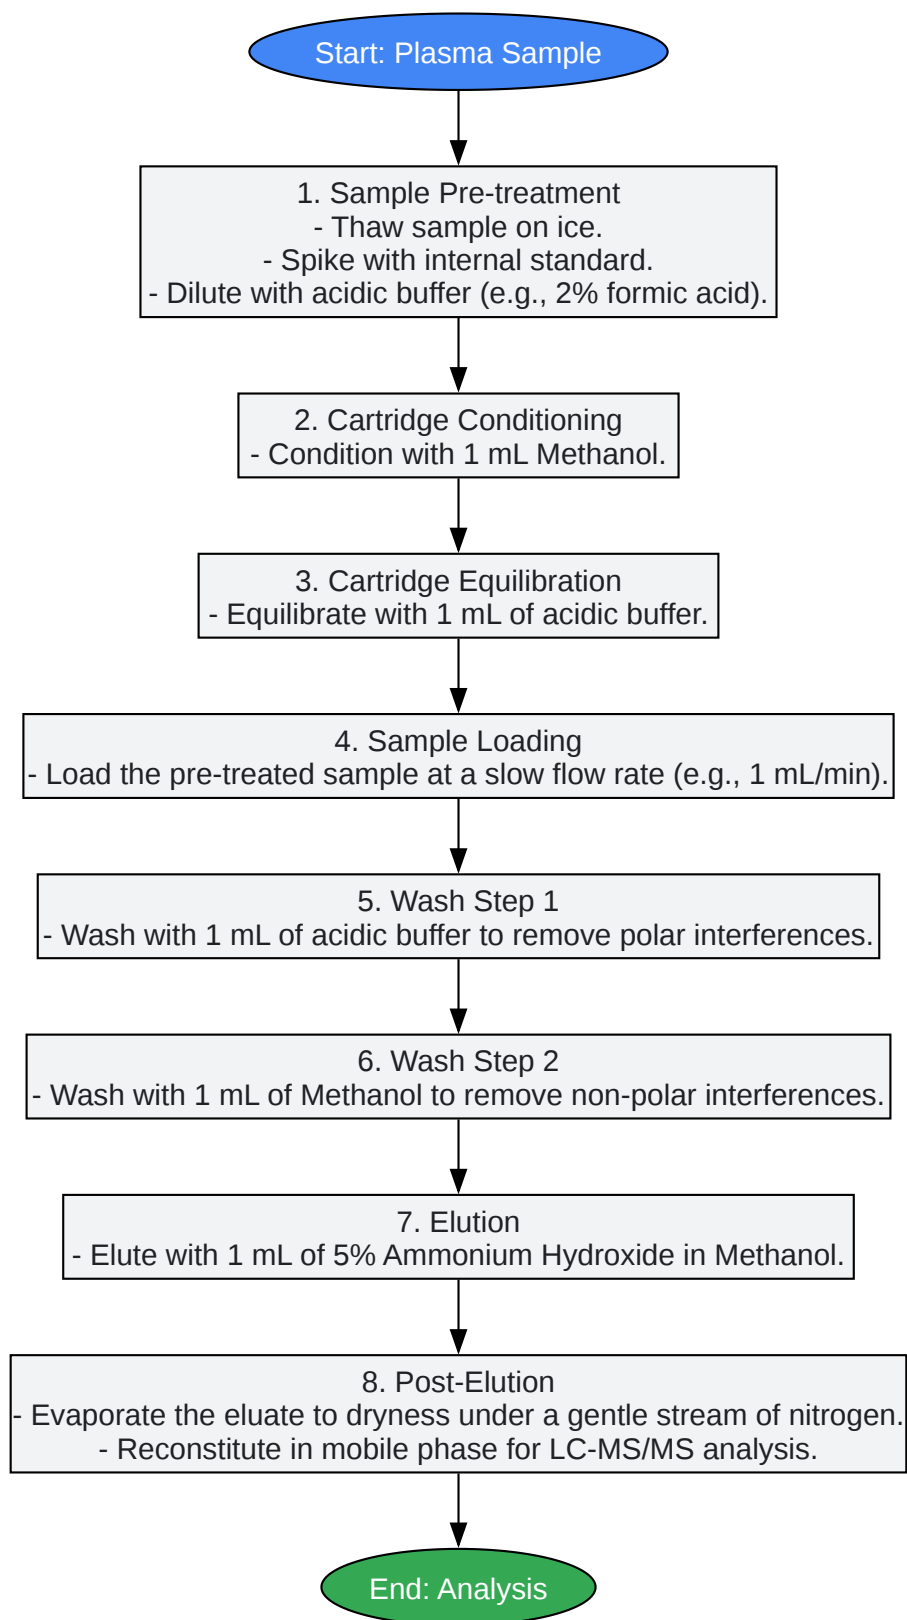 Start: Plasma Sample
1. Sample Pre-treatment
- Thaw sample on ice.
- Spike with internal standard.
- Dilute with acidic buffer (e.g., 2% formic acid).
2. Cartridge Conditioning
- Condition with 1 mL Methanol.
3. Cartridge Equilibration
- Equilibrate with 1 mL of acidic buffer.
4. Sample Loading
- Load the pre-treated sample at a slow flow rate (e.g., 1 mL/min).
5. Wash Step 1
- Wash with 1 mL of acidic buffer to remove polar interferences.
6. Wash Step 2
- Wash with 1 mL of Methanol to remove non-polar interferences.
7. Elution
- Elute with 1 mL of 5% Ammonium Hydroxide in Methanol.
8. Post-Elution
- Evaporate the eluate to dryness under a gentle stream of nitrogen.
- Reconstitute in mobile phase for LC-MS/MS analysis.
End: Analysis